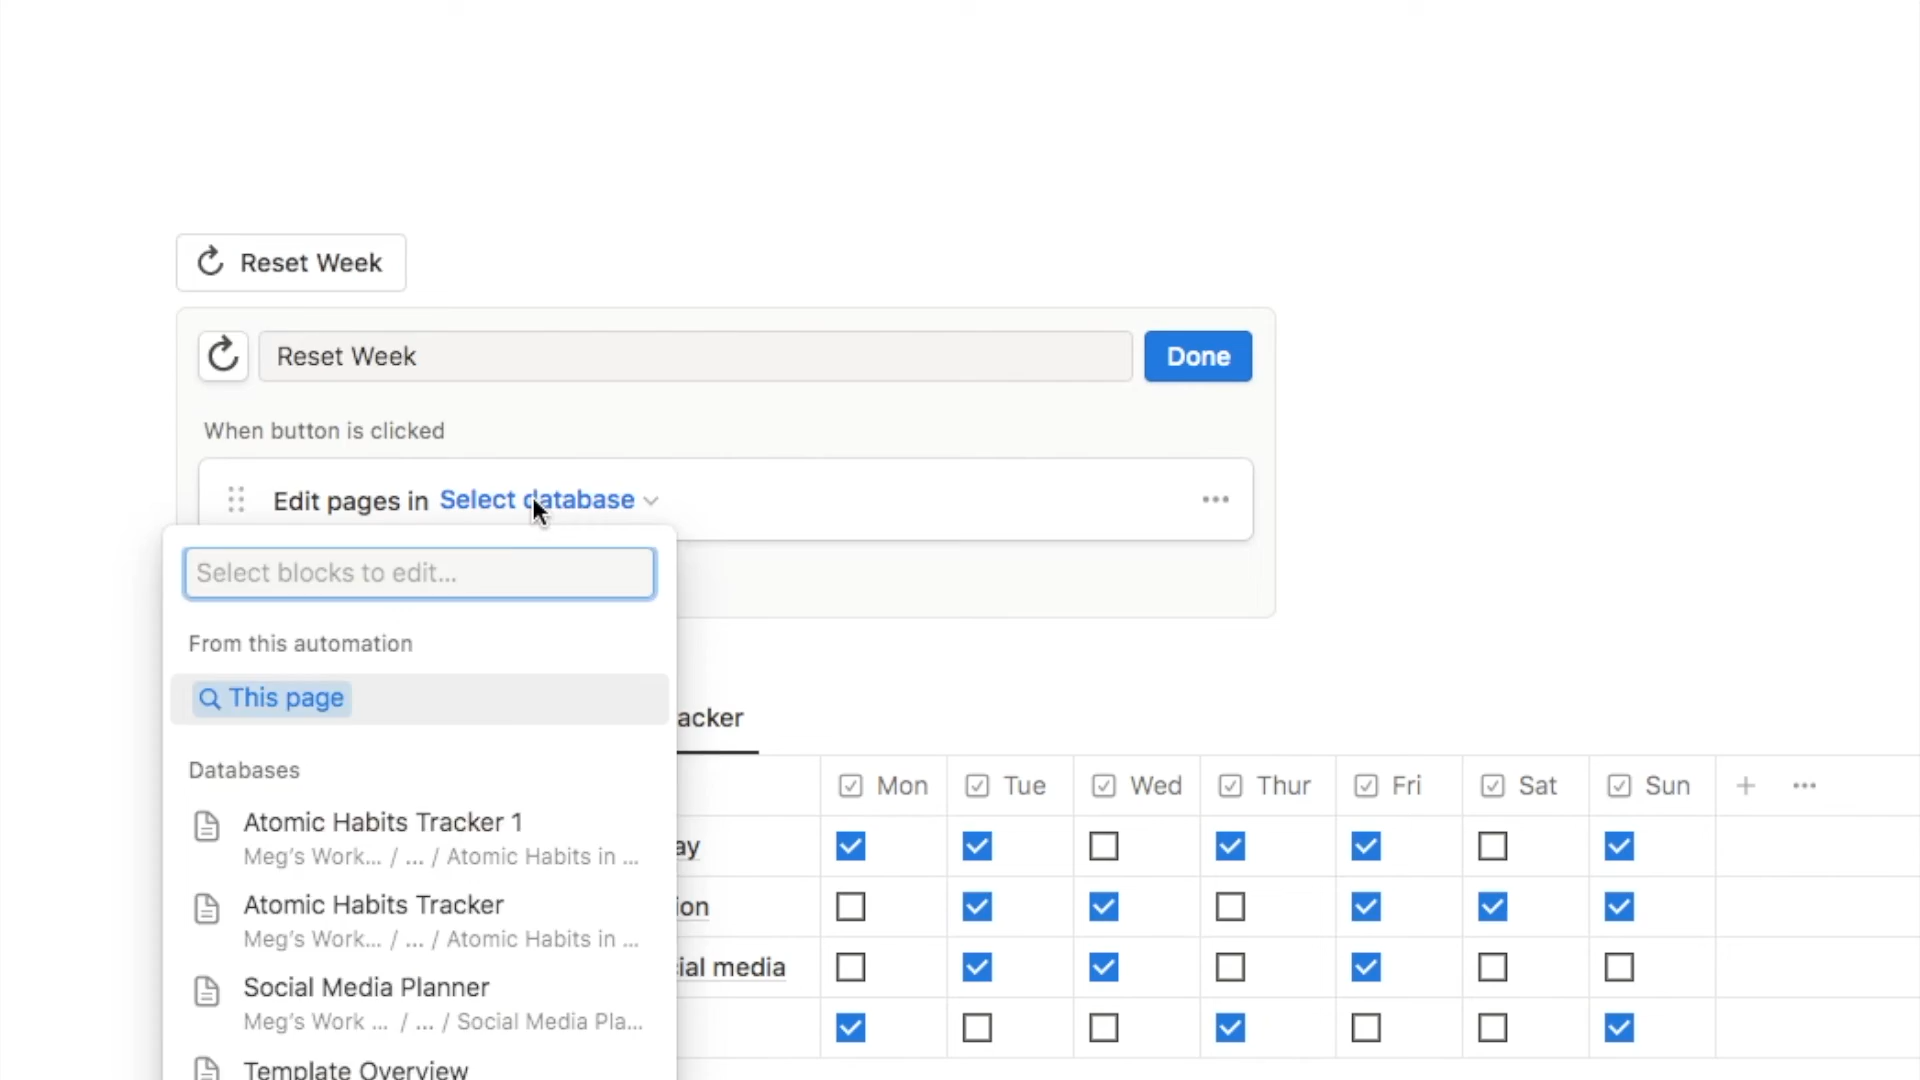 Reset Week
Reset Week
Done
When button is clicked
Edit pages in Select database
Select blocks to edit...
From this automation
This page
Databases
Atomic Habits Tracker 1
Meg's Work... / ... / Atomic Habits in ...
Atomic Habits Tracker
Meg's Work... / ... / Atomic Habits in ...
Social Media Planner
Meg's Work ... / ... / Social Media Pla...
Template Overview
acker
Mon Tue Wed Thur Fri Sat Sun
ay
ion
ial media